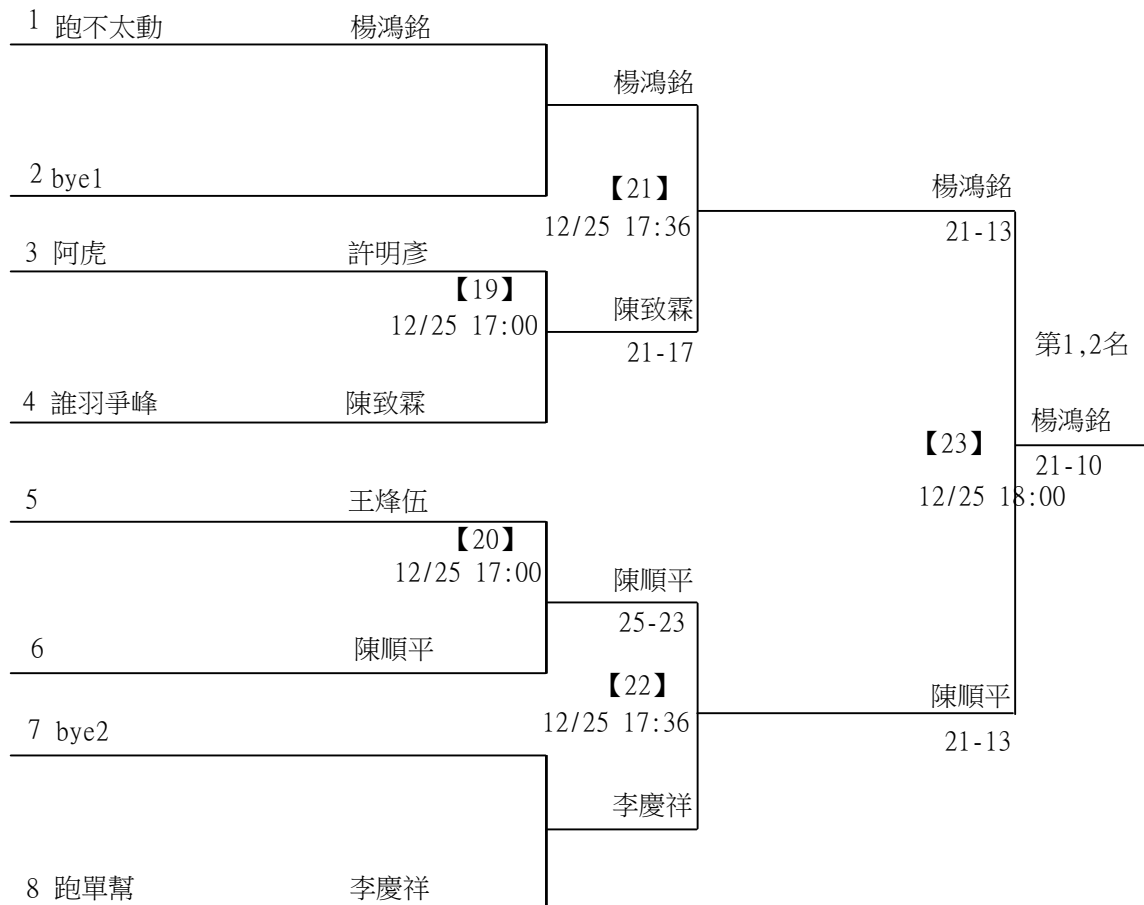 1 跑不太動 楊鴻銘
楊鴻銘
2 bye1
【21】
楊鴻銘
12/25 17:36
21-13
3 阿虎 許明彥
【19】
12/25 17:00
陳致霖
21-17
第1,2名
4 誰羽爭峰 陳致霖
楊鴻銘
【23】
21-10
12/25 18:00
5 王烽伍
【20】
12/25 17:00
陳順平
25-23
6 陳順平
【22】
陳順平
12/25 17:36
21-13
7 bye2
李慶祥
8 跑單幫 李慶祥